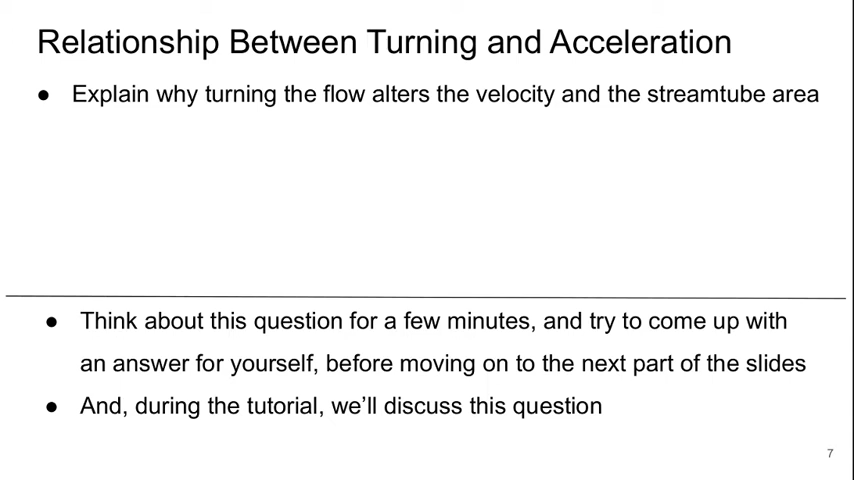 Relationship Between Turning and Acceleration
● Explain why turning the flow alters the velocity and the streamtube area
● Think about this question for a few minutes, and try to come up with
an answer for yourself, before moving on to the next part of the slides
● And, during the tutorial, we’ll discuss this question
7